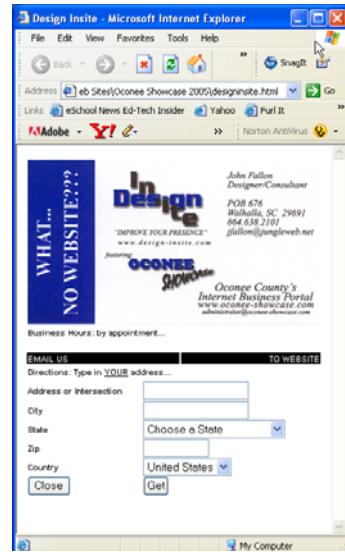 Design Insite - Microsoft Internet Explorer
File Edit View Favorites Tools Help
Back » SnagIt
Address eb Sites\Oconee Showcase 2005\designinsite.html Go
Links eSchool News Ed-Tech Insider Yahoo Furl It »
Adobe - Y! » Norton AntiVirus
WHAT...
NO WEBSITE???
In
Design
ite
"IMPROVE YOUR PRESENCE"
www.design-insite.com
John Fallon
Designer/Consultant
POB 676
Walhalla, SC 29691
864.638.2101
jfallon@jungleweb.net
featuring:
OCONEE
SHOWcase
Oconee County's
Internet Business Portal
www.oconee-showcase.com
administrator@oconee-showcase.com
Business Hours: by appointment...
EMAIL US TO WEBSITE
Directions: Type in YOUR address...
Address or Intersection
City
State Choose a State
Zip
Country United States
Close Get
My Computer